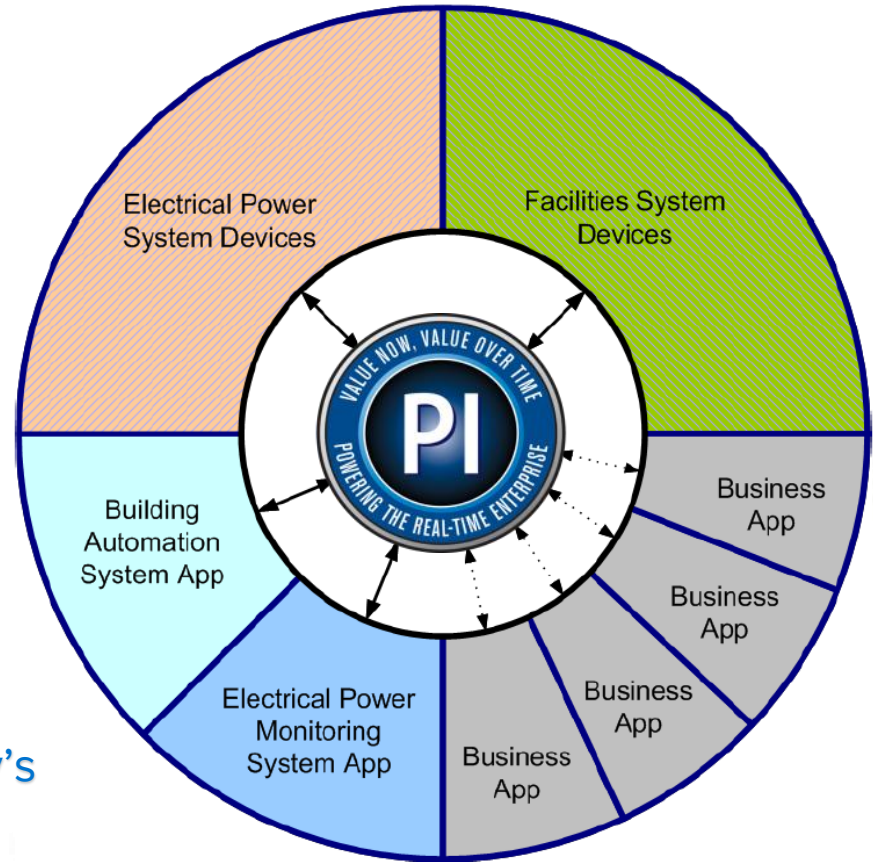 Electrical Power
System Devices
Facilities System
Devices
VALUE NOW, VALUE OVER TIME
PI
POWERING THE REAL-TIME ENTERPRISE
Building
Automation
System App
Electrical Power
Monitoring
System App
Business
App
Business
App
Business
App
Business
App
's